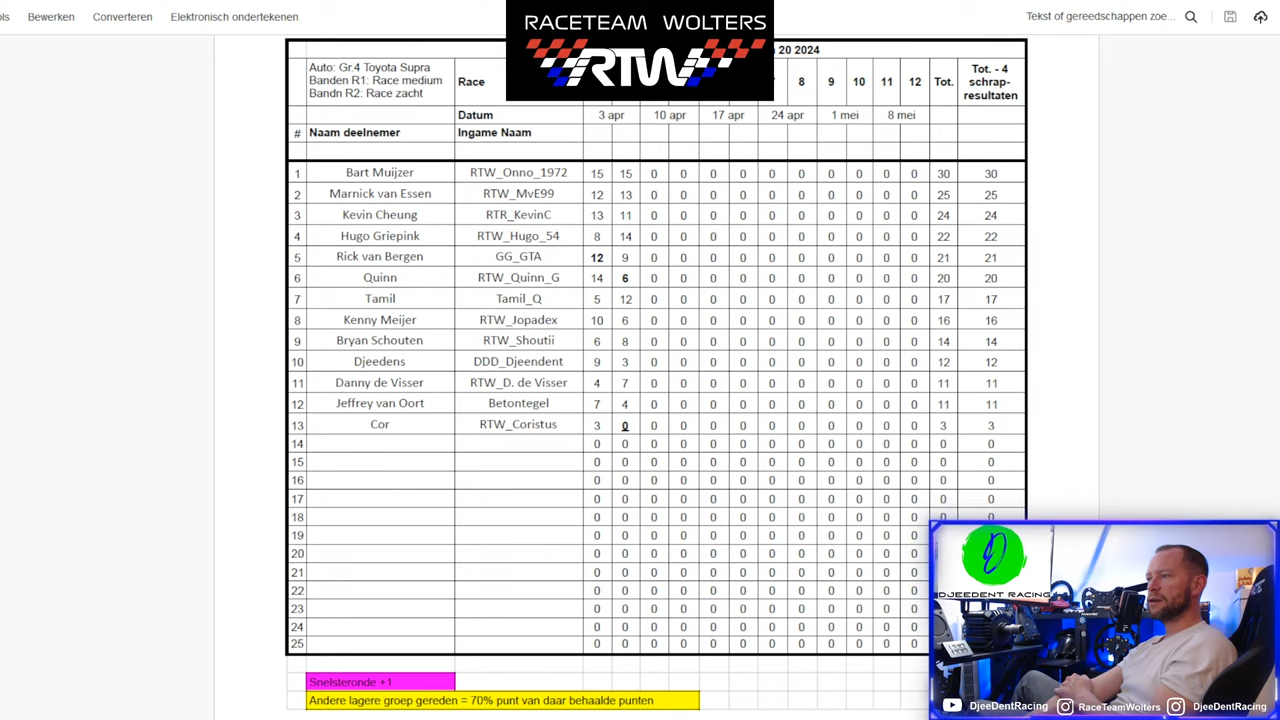 Bewerken Converteren Elektronisch ondertekenen Tekst of gereedschappen zoe...
RACETEAM WOLTERS
RTW
20 2024
Auto: Gr.4 Toyota Supra
Banden R1: Race medium
Bandn R2: Race zacht
Race 8 9 10 11 12 Tot. Tot. - 4
schrap-
resultaten
Datum 3 apr 10 apr 17 apr 24 apr 1 mei 8 mei
# Naam deelnemer Ingame Naam
1 Bart Muijzer RTW_Onno_1972 15 15 0 0 0 0 0 0 0 0 0 0 30 30
2 Marnick van Essen RTW_MvE99 12 13 0 0 0 0 0 0 0 0 0 0 25 25
3 Kevin Cheung RTR_KevinC 13 11 0 0 0 0 0 0 0 0 0 0 24 24
4 Hugo Griepink RTW_Hugo_54 8 14 0 0 0 0 0 0 0 0 0 0 22 22
5 Rick van Bergen GG_GTA 12 9 0 0 0 0 0 0 0 0 0 0 21 21
6 Quinn RTW_Quinn_G 14 6 0 0 0 0 0 0 0 0 0 0 20 20
7 Tamil Tamil_Q 5 12 0 0 0 0 0 0 0 0 0 0 17 17
8 Kenny Meijer RTW_Jopadex 10 6 0 0 0 0 0 0 0 0 0 0 16 16
9 Bryan Schouten RTW_Shoutii 6 8 0 0 0 0 0 0 0 0 0 0 14 14
10 Djeedens DDD_Djeendent 9 3 0 0 0 0 0 0 0 0 0 0 12 12
11 Danny de Visser RTW_D. de Visser 4 7 0 0 0 0 0 0 0 0 0 0 11 11
12 Jeffrey van Oort Betontegel 7 4 0 0 0 0 0 0 0 0 0 0 11 11
13 Cor RTW_Coristus 3 0 0 0 0 0 0 0 0 0 0 0 3 3
14 0 0 0 0 0 0 0 0 0 0 0 0 0 0
15 0 0 0 0 0 0 0 0 0 0 0 0 0 0
16 0 0 0 0 0 0 0 0 0 0 0 0 0 0
17 0 0 0 0 0 0 0 0 0 0 0 0 0 0
18 0 0 0 0 0 0 0 0 0 0 0 0 0 0
19 0 0 0 0 0 0 0 0 0 0 0 0
20 0 0 0 0 0 0 0 0 0 0 0 0
21 0 0 0 0 0 0 0 0 0 0 0 0
22 0 0 0 0 0 0 0 0 0 0 0 0
23 0 0 0 0 0 0 0 0 0 0 0 0
24 0 0 0 0 0 0 0 0 0 0 0 0
25 0 0 0 0 0 0 0 0 0 0 0 0
Snelsteronde +1
Andere lagere groep gereden = 70% punt van daar behaalde punten
DJEEDENT RACING
DjeeDentRacing RaceTeamWolters DjeeDentRacing